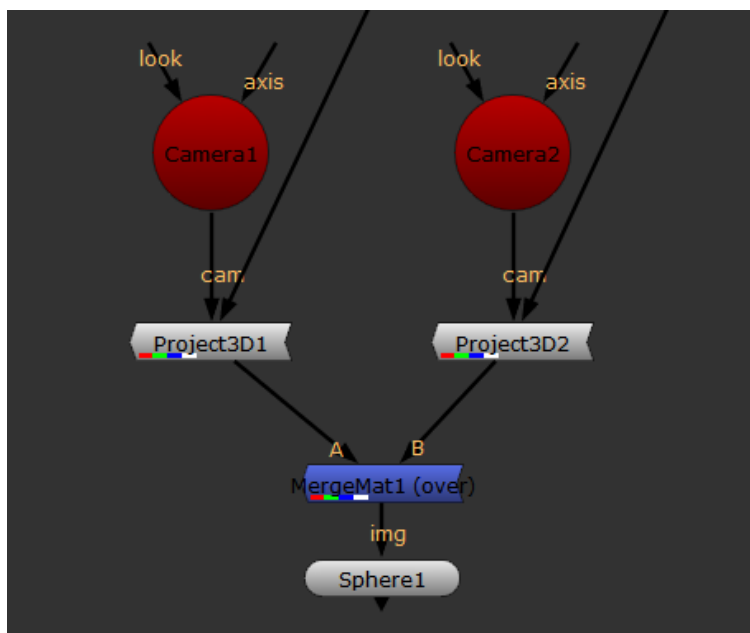 look
axis
look
axis
Camera1
Camera2
cam
cam
Project3D1
Project3D2
A
B
MergeMat1 (over)
img
Sphere1